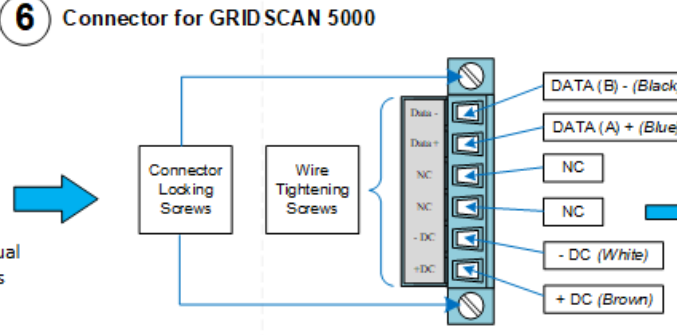 6 Connector for GRIDSCAN 5000
DATA (B) - (Black
Data -
DATA (A) + (Blue)
Data +
Connector
Locking
Screws
Wire
Tightening
Screws
NC
NC
NC
NC
- DC
- DC (White)
+DC
+ DC (Brown)
ual
s